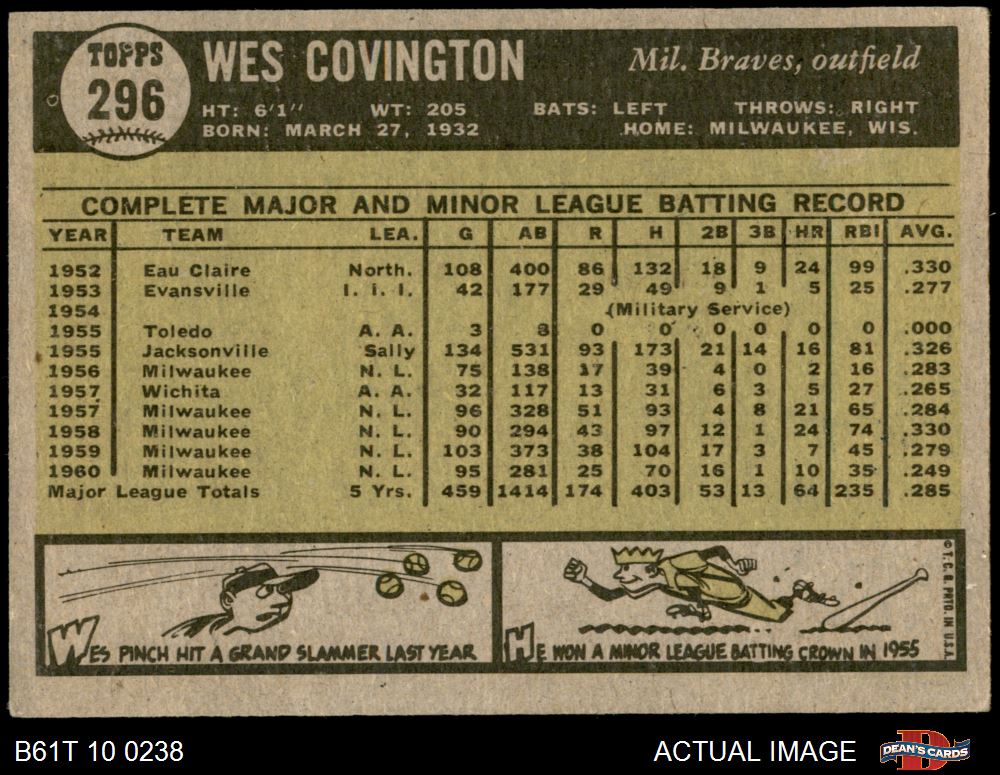 TOPPS
296
WES COVINGTON
Mil. Braves, outfield
HT: 6'1" WT: 205 BATS: LEFT THROWS: RIGHT
BORN: MARCH 27, 1932 HOME: MILWAUKEE, WIS.
COMPLETE MAJOR AND MINOR LEAGUE BATTING RECORD
YEAR TEAM LEA. G AB R H 2B 3B HR RBI AVG.
1952 Eau Claire North. 108 400 86 132 18 9 24 99 .330
1953 Evansville I. I. I. 42 177 29 49 9 1 5 25 .277
1954 (Military Service)
1955 Toledo A. A. 3 8 0 0 0 0 0 0 .000
1955 Jacksonville Sally 134 531 93 173 21 14 16 81 .326
1956 Milwaukee N. L. 75 138 17 39 4 0 2 16 .283
1957 Wichita A. A. 32 117 13 31 6 3 5 27 .265
1957 Milwaukee N. L. 96 328 51 93 4 8 21 65 .284
1958 Milwaukee N. L. 90 294 43 97 12 1 24 74 .330
1959 Milwaukee N. L. 103 373 38 104 17 3 7 45 .279
1960 Milwaukee N. L. 95 281 25 70 16 1 10 35 .249
Major League Totals 5 Yrs. 459 1414 174 403 53 13 64 235 .285
WES PINCH HIT A GRAND SLAMMER LAST YEAR
HE WON A MINOR LEAGUE BATTING CROWN IN 1955
© T. C. G. PRTD. IN U.S.A.
B61T 10 0238
ACTUAL IMAGE
DEAN'S CARDS